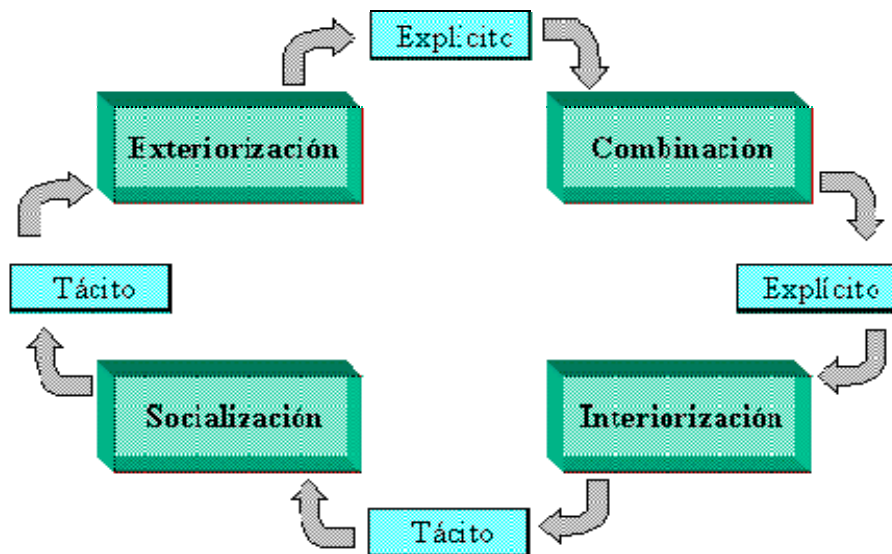 Explícito
Exteriorización
Combinación
Tácito
Explícito
Socialización
Interiorización
Tácito